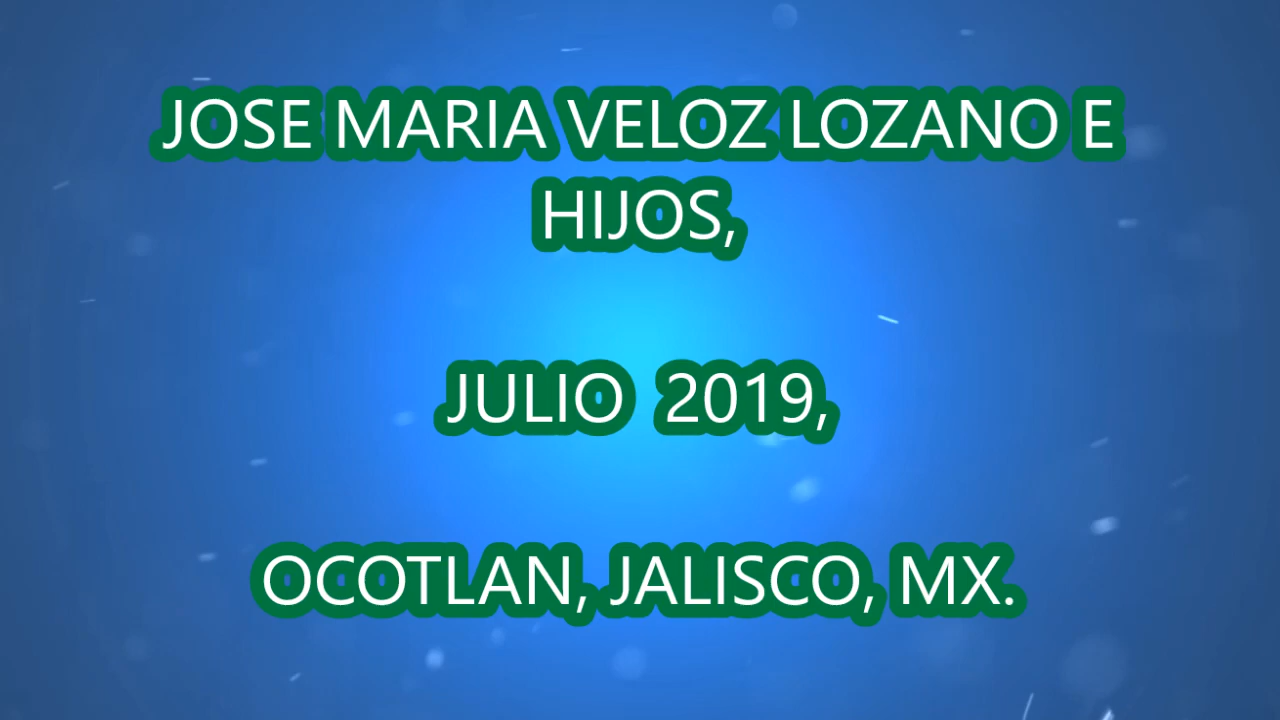 JOSE MARIA VELOZ LOZANO E
HIJOS,
JULIO  2019,
OCOTLAN, JALISCO, MX.